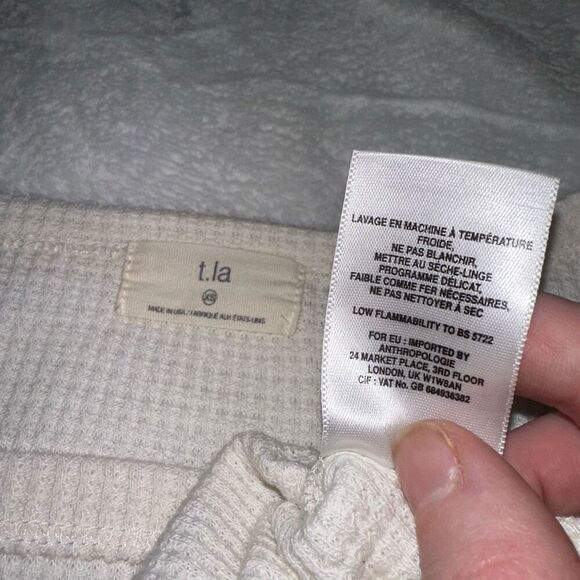 t.la
XS
MADE IN USA / FABRIQUÉ AUX ÉTATS-UNIS
LAVAGE EN MACHINE À TEMPÉRATURE
FROIDE,
NE PAS BLANCHIR,
METTRE AU SÈCHE-LINGE
PROGRAMME DÉLICAT,
FAIBLE COMME FER NÉCESSAIRES,
NE PAS NETTOYER À SEC
LOW FLAMMABILITY TO BS 5722
FOR EU : IMPORTED BY
ANTHROPOLOGIE
24 MARKET PLACE, 3RD FLOOR
LONDON, UK W1W8AN
CIF : VAT No. GB 684936382